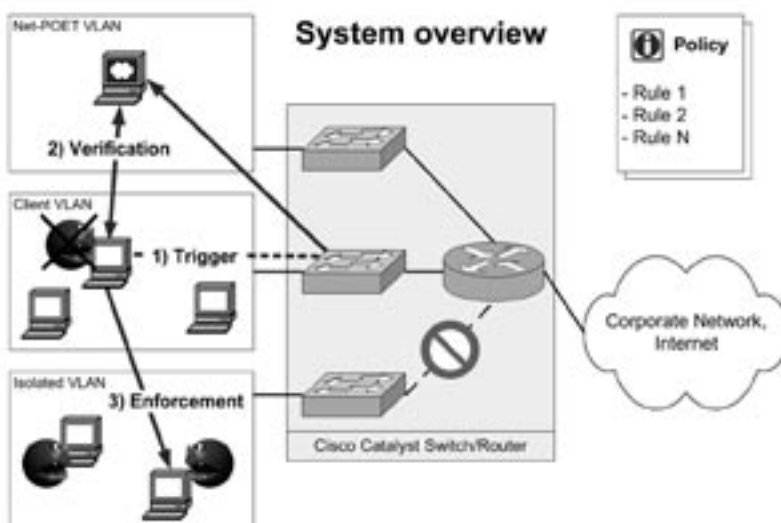 System overview
Net-POET VLAN
2) Verification
Client VLAN
1) Trigger
Isolated VLAN
3) Enforcement
Cisco Catalyst Switch/Router
Policy
- Rule 1
- Rule 2
- Rule N
Corporate Network,
Internet